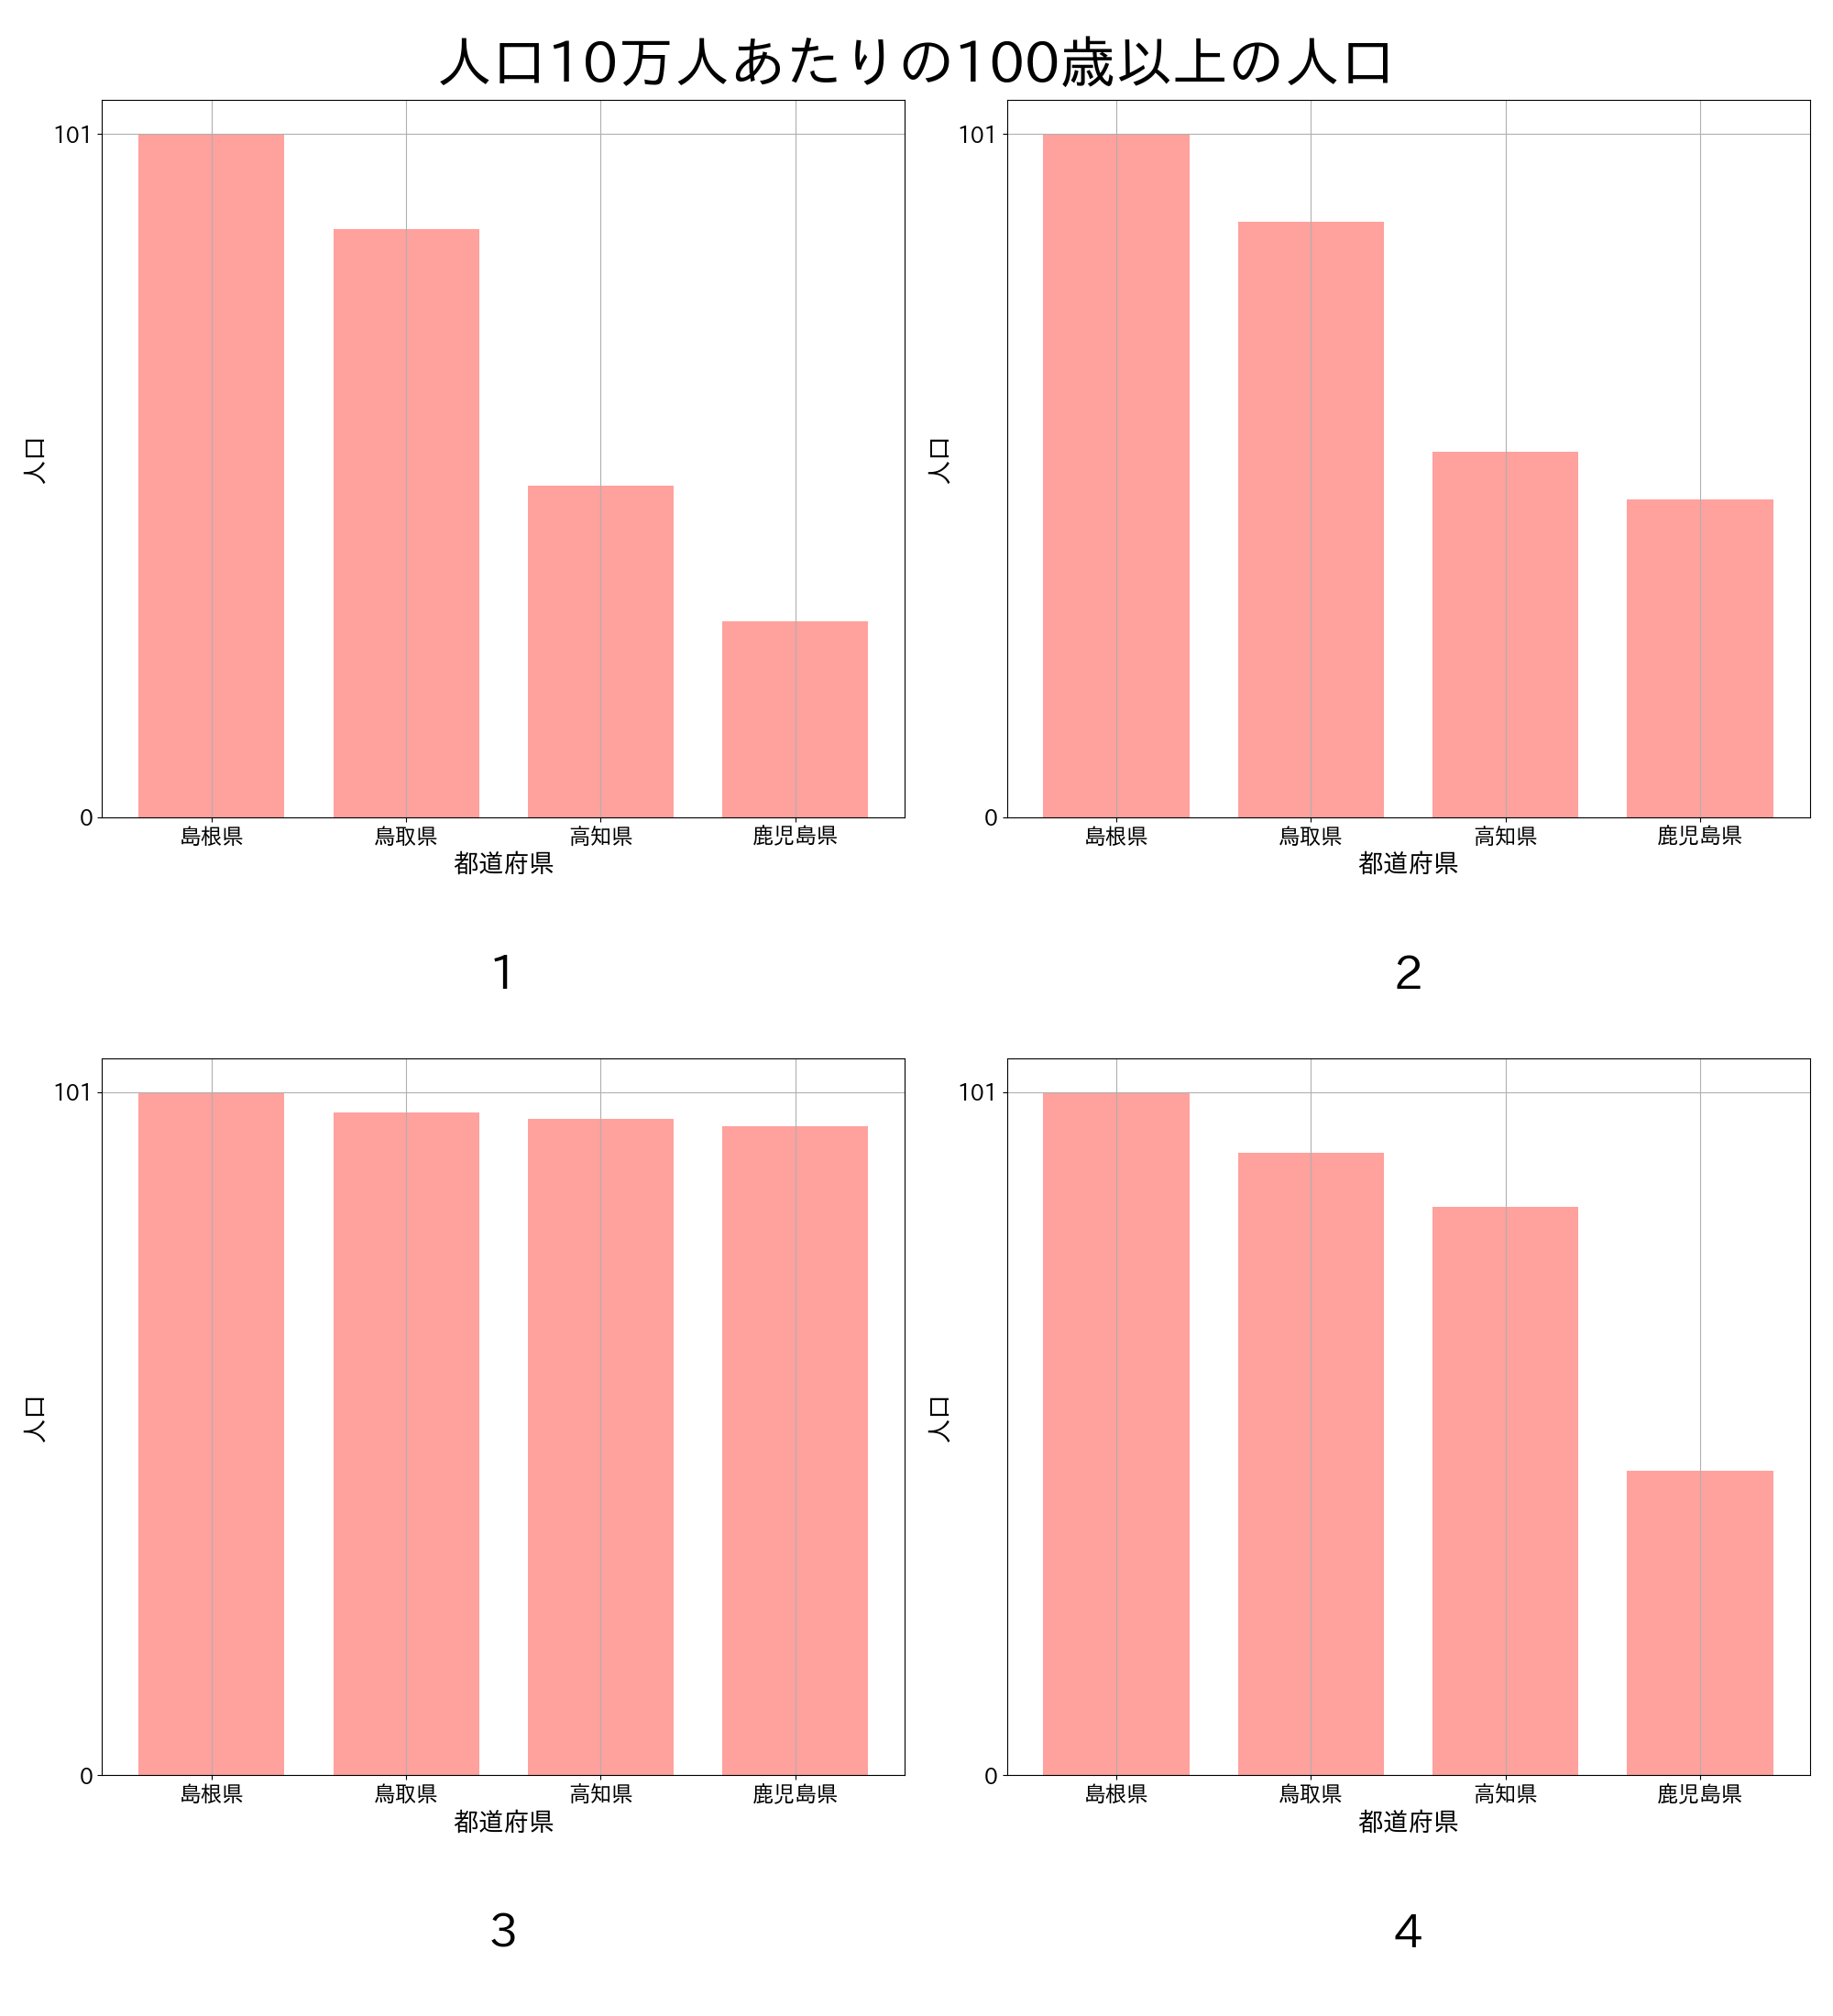 人口10万人あたりの100歳以上の人口
101
人口
0
島根県 鳥取県 高知県 鹿児島県
都道府県
1
101
人口
0
島根県 鳥取県 高知県 鹿児島県
都道府県
2
101
人口
0
島根県 鳥取県 高知県 鹿児島県
都道府県
3
101
人口
0
島根県 鳥取県 高知県 鹿児島県
都道府県
4